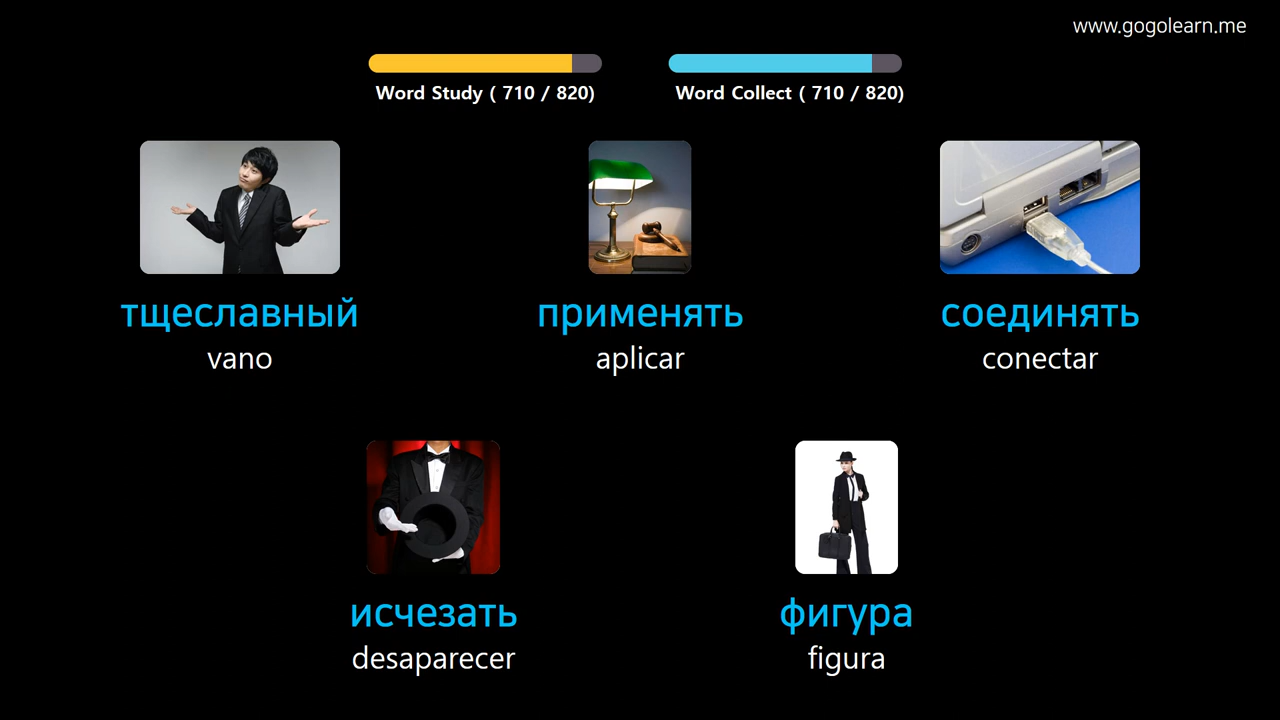 www.gogolearn.me
Word Study ( 710 / 820)
Word Collect ( 710 / 820)
тщеславный
vano
применять
aplicar
соединять
conectar
исчезать
desaparecer
фигура
figura